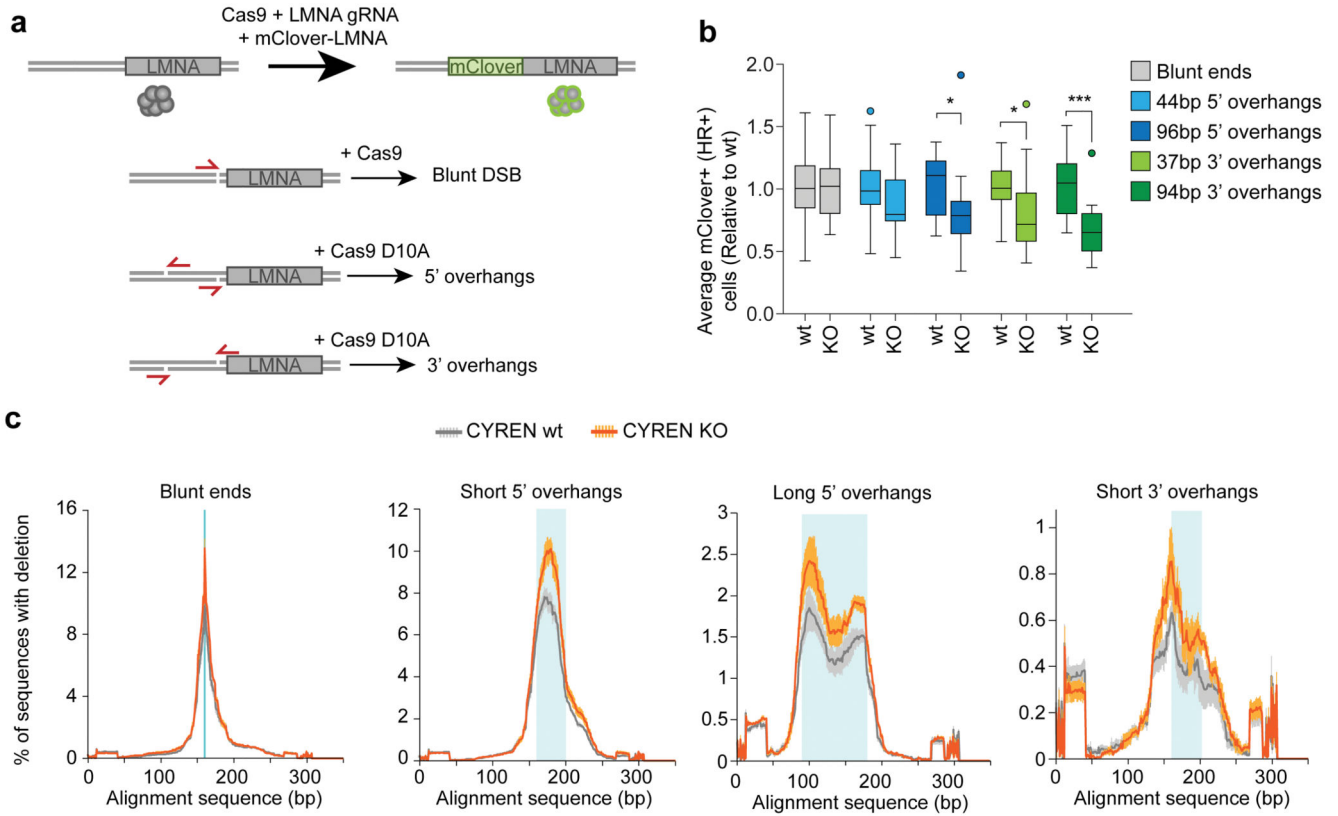 a
Cas9 + LMNA gRNA
+ mClover-LMNA
LMNA
mClover
LMNA
+ Cas9
LMNA
Blunt DSB
+ Cas9 D10A
LMNA
5’ overhangs
+ Cas9 D10A
LMNA
3’ overhangs
b
Average mClover+ (HR+)
cells (Relative to wt)
2.0
1.5
1.0
0.5
0.0
*
*
***
wt
KO
wt
KO
wt
KO
wt
KO
wt
KO
Blunt ends
44bp 5’ overhangs
96bp 5’ overhangs
37bp 3’ overhangs
94bp 3’ overhangs
c
CYREN wt
CYREN KO
% of sequences with deletion
Blunt ends
16
12
8
4
0
0 100 200 300
Alignment sequence (bp)
Short 5’ overhangs
12
10
8
6
4
2
0
0 100 200 300
Alignment sequence (bp)
Long 5’ overhangs
3
2.5
2
1.5
1
0.5
0
0 100 200 300
Alignment sequence (bp)
Short 3’ overhangs
1
0.8
0.6
0.4
0.2
0
0 100 200 300
Alignment sequence (bp)